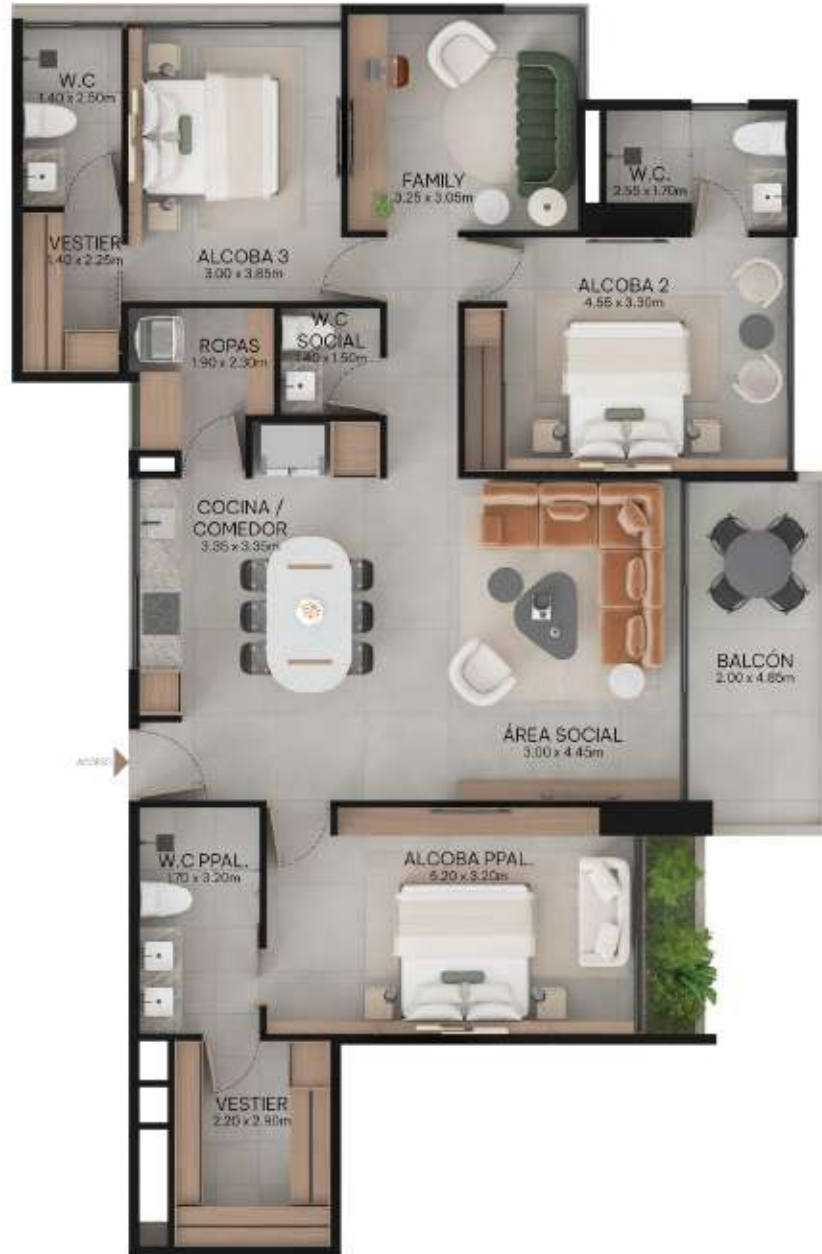 W.C
1.40 x 2.50m
FAMILY
3.25 x 3.05m
W.C.
2.55 x 1.70m
VESTIER
1.40 x 2.25m
ALCOBA 3
3.00 x 3.85m
ALCOBA 2
4.55 x 3.30m
ROPAS
1.90 x 2.30m
W.C
SOCIAL
1.40 x 1.50m
COCINA /
COMEDOR
3.35 x 3.35m
BALCÓN
2.00 x 4.85m
ÁREA SOCIAL
3.00 x 4.45m
ACCESO
W.C PPAL.
1.70 x 3.20m
ALCOBA PPAL.
5.20 x 3.20m
VESTIER
2.20 x 2.90m